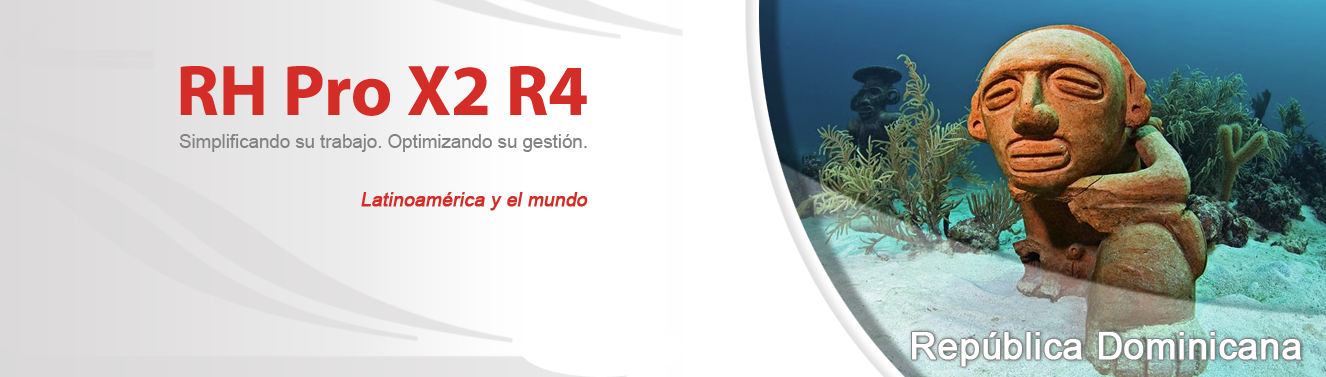 RH Pro X2 R4
Simplificando su trabajo. Optimizando su gestión.
Latinoamérica y el mundo
República Dominicana